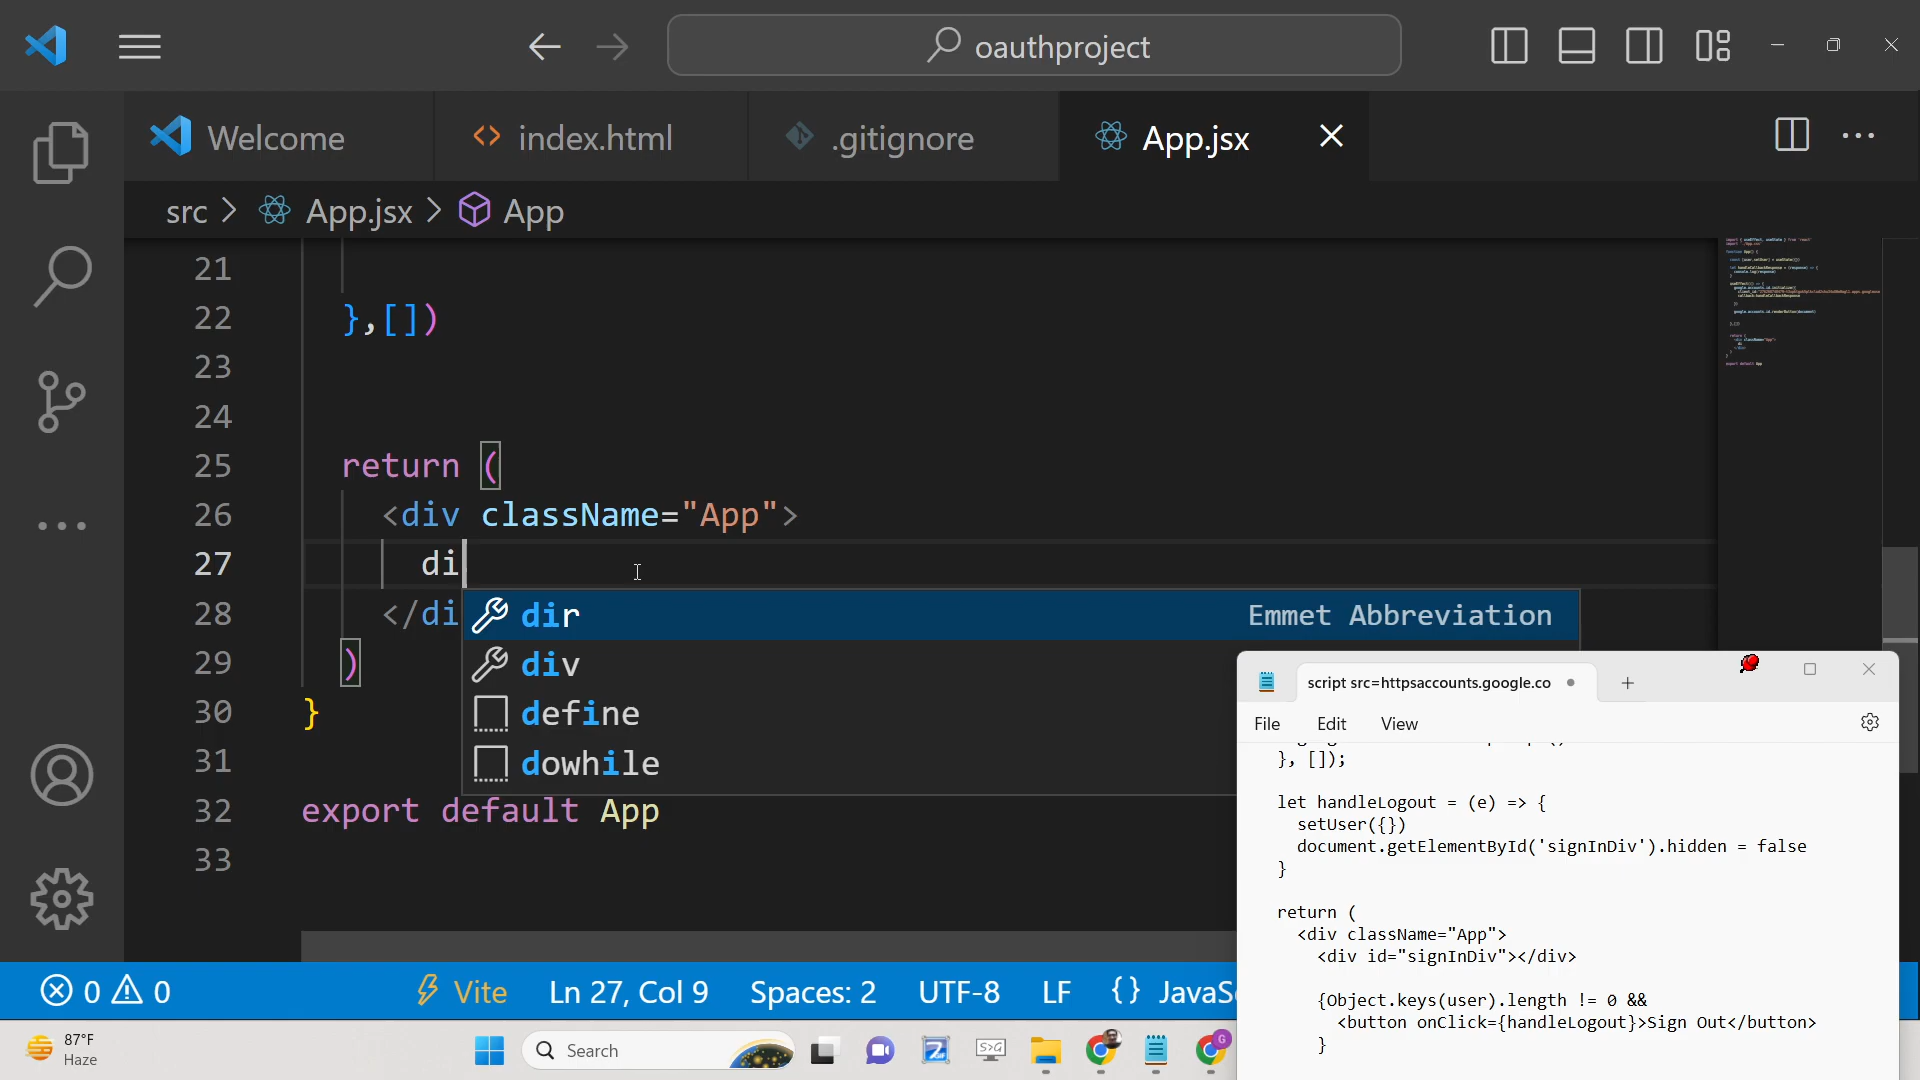 oauthproject
Welcome
index.html
.gitignore
App.jsx
src > App.jsx > App
21
22 },[])
23
24
25 return (
26 <div className="App">
27 di
28 </di
29 )
30 }
31
32 export default App
33
dir Emmet Abbreviation
div
define
dowhile
script src=httpsaccounts.google.co
File Edit View
}, []);
let handleLogout = (e) => {
setUser({})
document.getElementById('signInDiv').hidden = false
}
return (
<div className="App">
<div id="signInDiv"></div>
{Object.keys(user).length != 0 &&
<button onClick={handleLogout}>Sign Out</button>
}
0 0 Vite Ln 27, Col 9 Spaces: 2 UTF-8 LF {} JavaS
87°F
Haze
Search